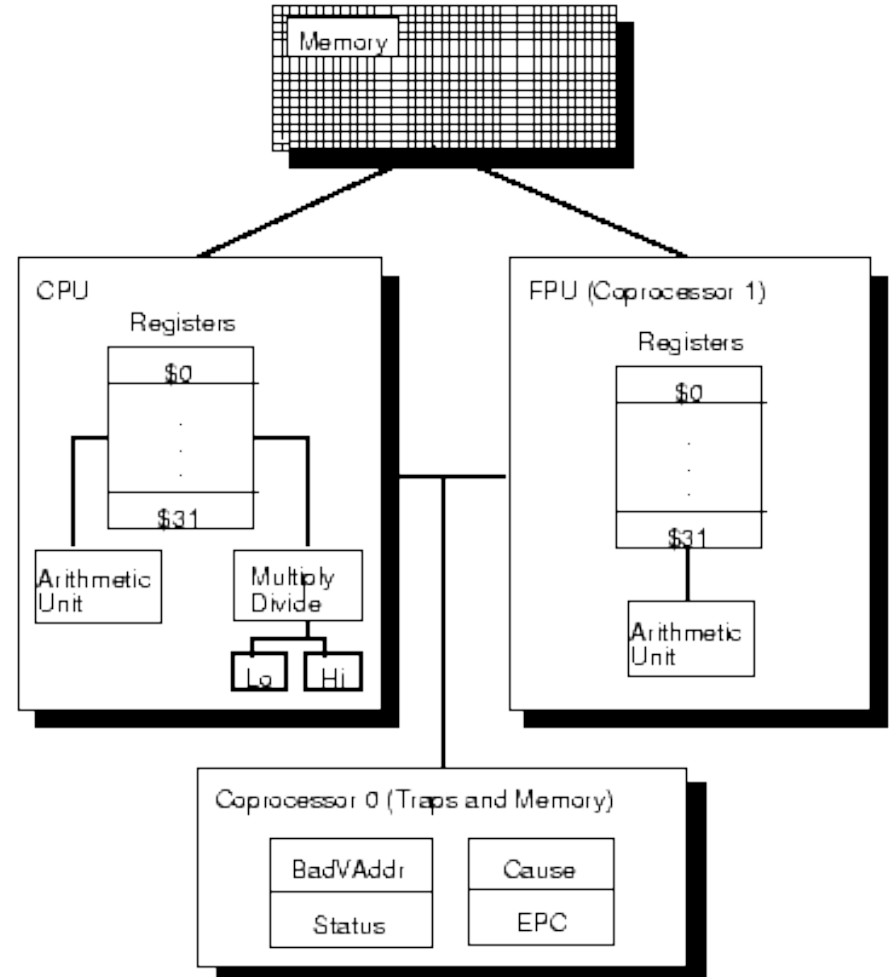 Memory
CPU
Registers
$0
$31
Arithmetic
Unit
Multiply
Divide
Lo
Hi
FPU (Coprocessor 1)
Registers
$0
$31
Arithmetic
Unit
Coprocessor 0 (Traps and Memory)
BadVAddr
Status
Cause
EPC